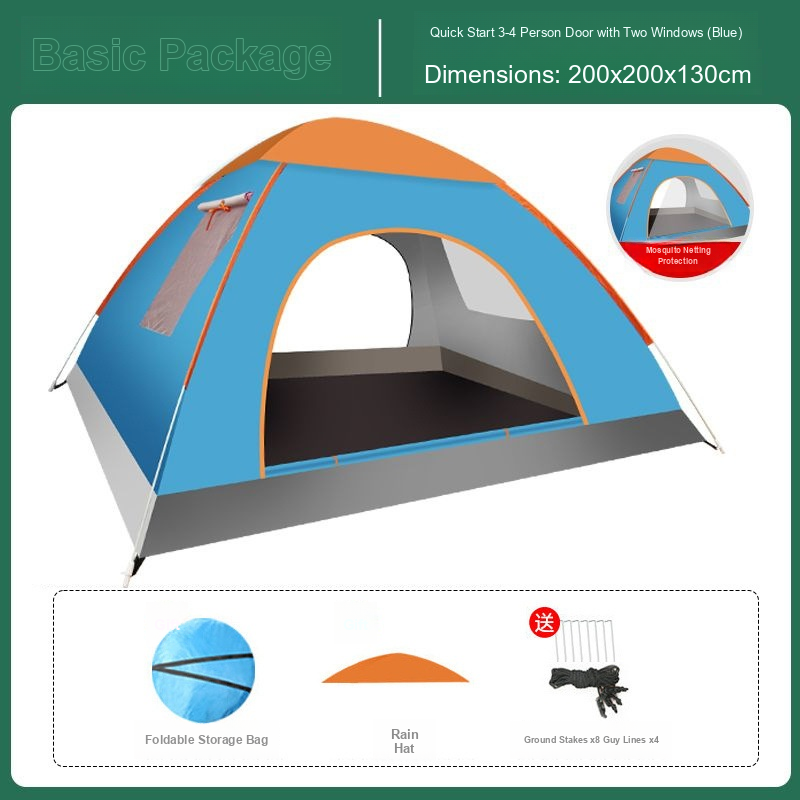 Basic Package
Quick Start 3-4 Person Door with Two Windows (Blue)
Dimensions: 200x200x130cm
Mosquito Netting
Protection
送
Foldable Storage Bag
Rain
Hat
Ground Stakes x8 Guy Lines x4